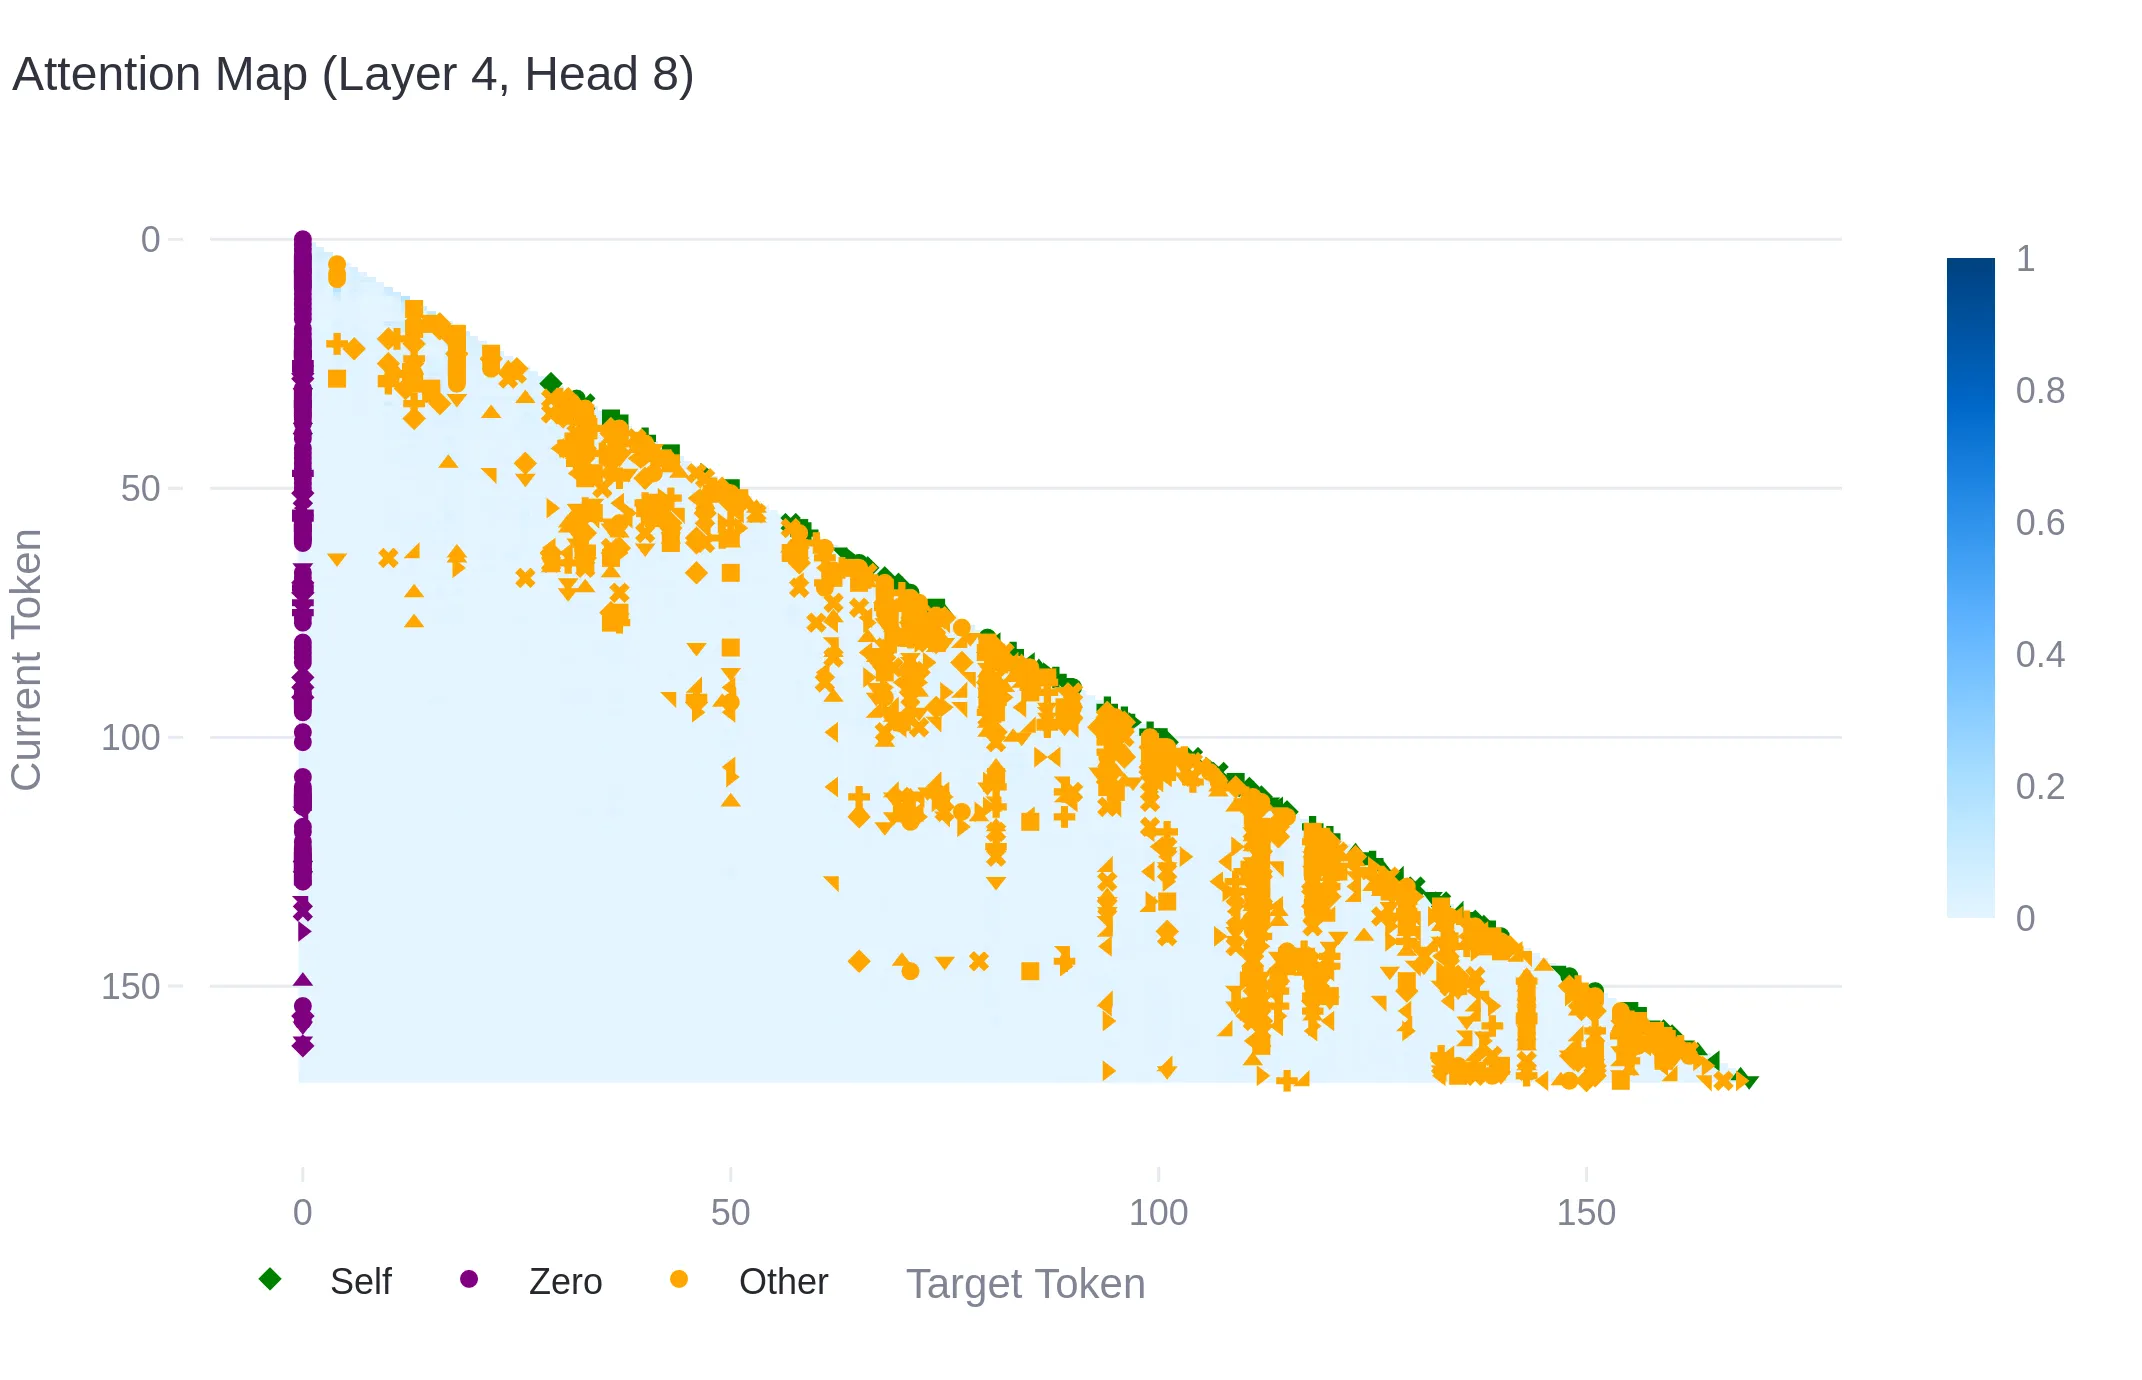 Attention Map (Layer 4, Head 8)
0
50
100
150
Current Token
1
0.8
0.6
0.4
0.2
0
0
50
100
150
Self
Zero
Other
Target Token